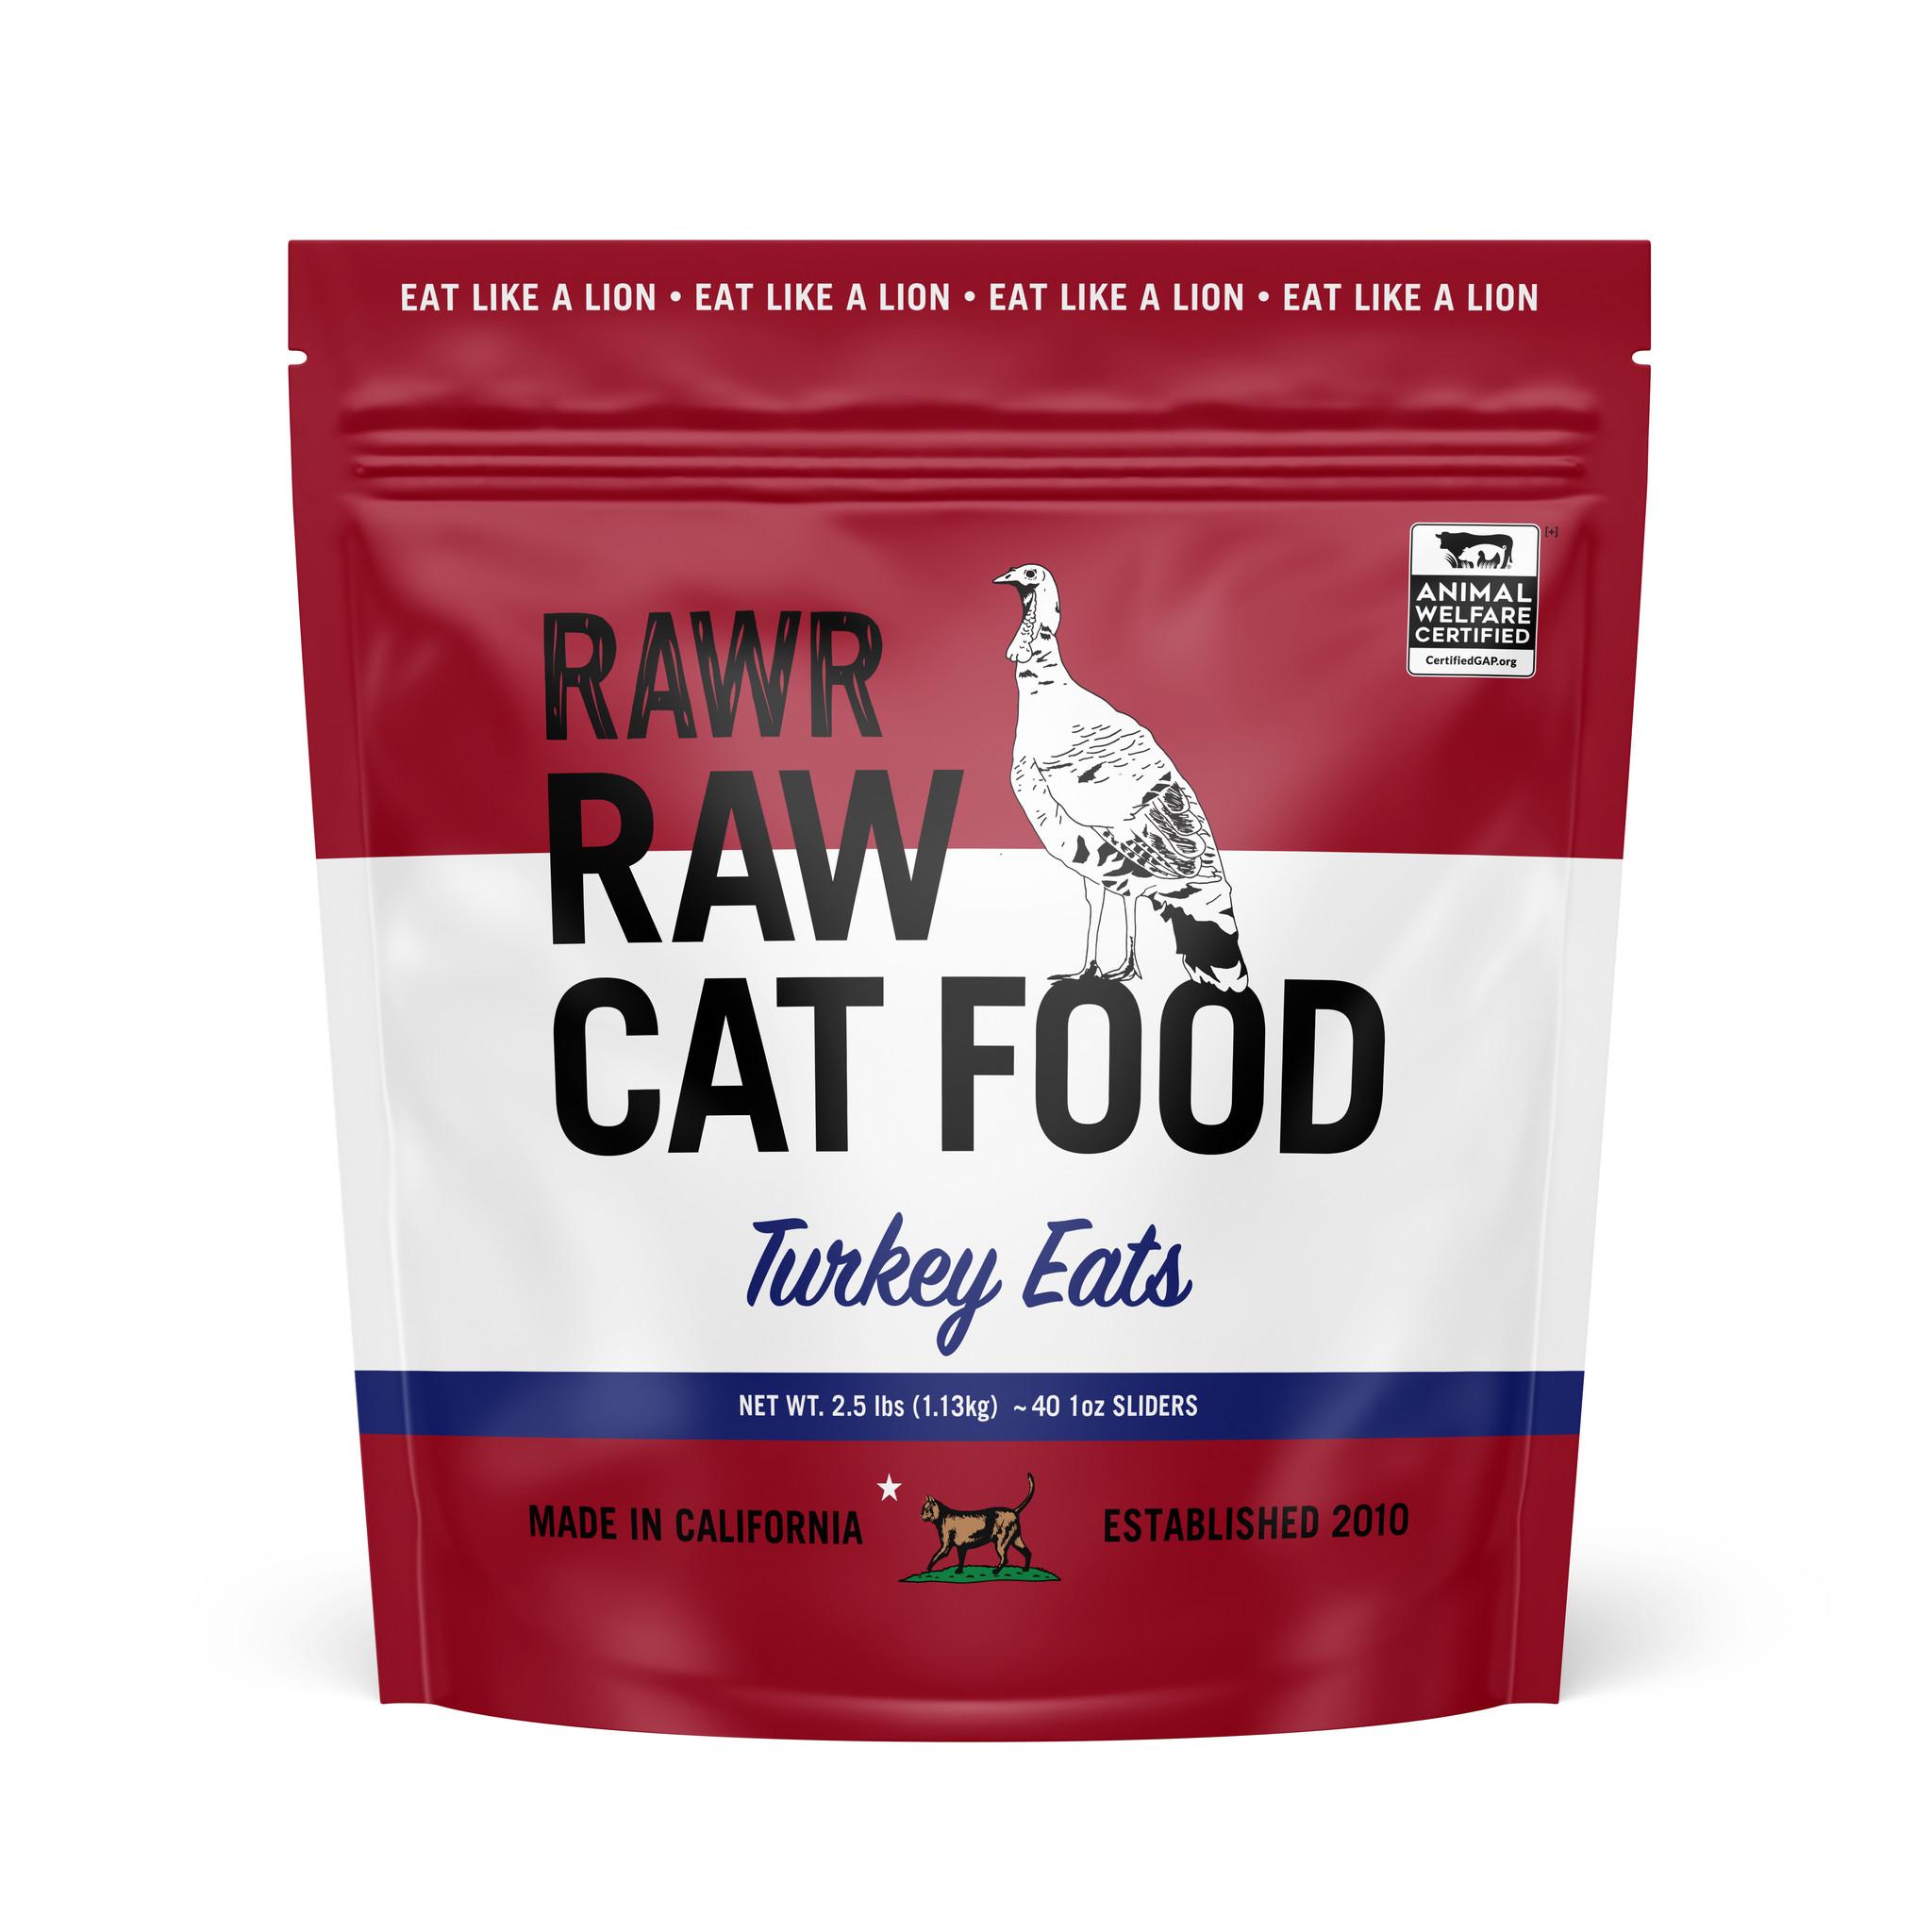 EAT LIKE A LION • EAT LIKE A LION • EAT LIKE A LION • EAT LIKE A LION
[+]
ANIMAL
WELFARE
CERTIFIED
CertifiedGAP.org
RAWR
RAW
CAT FOOD
Turkey Eats
NET WT. 2.5 lbs (1.13kg) ~40 1oz SLIDERS
MADE IN CALIFORNIA
ESTABLISHED 2010